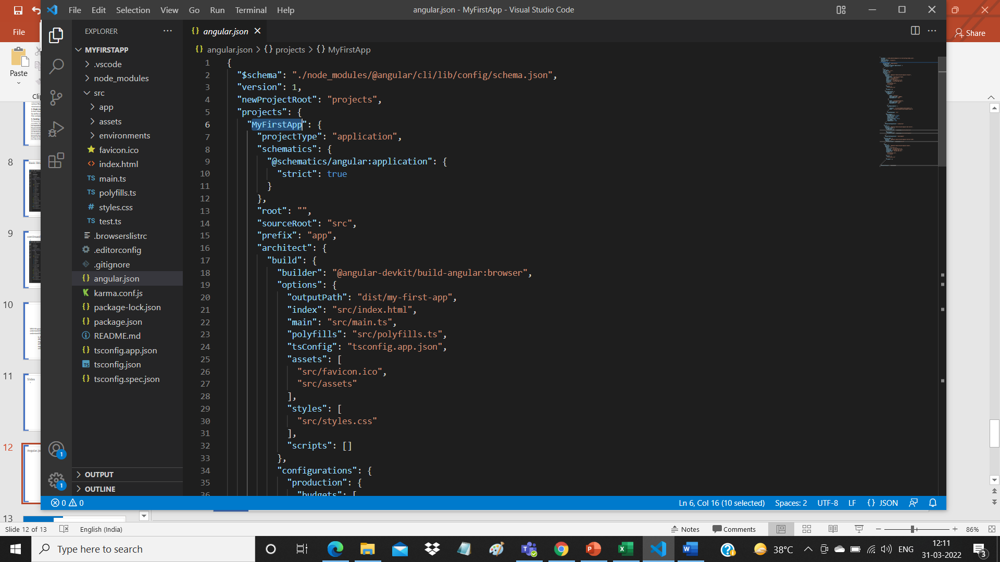 File Edit Selection View Go Run Terminal Help
angular.json - MyFirstApp - Visual Studio Code
File
Share
Paste
EXPLORER
angular.json
MYFIRSTAPP
angular.json > {} projects > {} MyFirstApp
.vscode
node_modules
src
app
assets
environments
favicon.ico
index.html
main.ts
polyfills.ts
styles.css
test.ts
.browserslistrc
.editorconfig
.gitignore
angular.json
karma.conf.js
package-lock.json
package.json
README.md
tsconfig.app.json
tsconfig.json
tsconfig.spec.json
OUTPUT
OUTLINE
1 {
2 "$schema": "./node_modules/@angular/cli/lib/config/schema.json",
3 "version": 1,
4 "newProjectRoot": "projects",
5 "projects": {
6 "MyFirstApp": {
7 "projectType": "application",
8 "schematics": {
9 "@schematics/angular:application": {
10 "strict": true
11 }
12 },
13 "root": "",
14 "sourceRoot": "src",
15 "prefix": "app",
16 "architect": {
17 "build": {
18 "builder": "@angular-devkit/build-angular:browser",
19 "options": {
20 "outputPath": "dist/my-first-app",
21 "index": "src/index.html",
22 "main": "src/main.ts",
23 "polyfills": "src/polyfills.ts",
24 "tsConfig": "tsconfig.app.json",
25 "assets": [
26 "src/favicon.ico",
27 "src/assets"
28 ],
29 "styles": [
30 "src/styles.css"
31 ],
32 "scripts": []
33 },
34 "configurations": {
35 "production": {
36 "budgets": [
8
9
10
11
Slides
12
13
1
1
0 0
Ln 6, Col 16 (10 selected) Spaces: 2 UTF-8 LF {} JSON
Slide 12 of 13 English (India) Notes Comments 86%
Type here to search
38°C ENG
12:11
31-03-2022
3